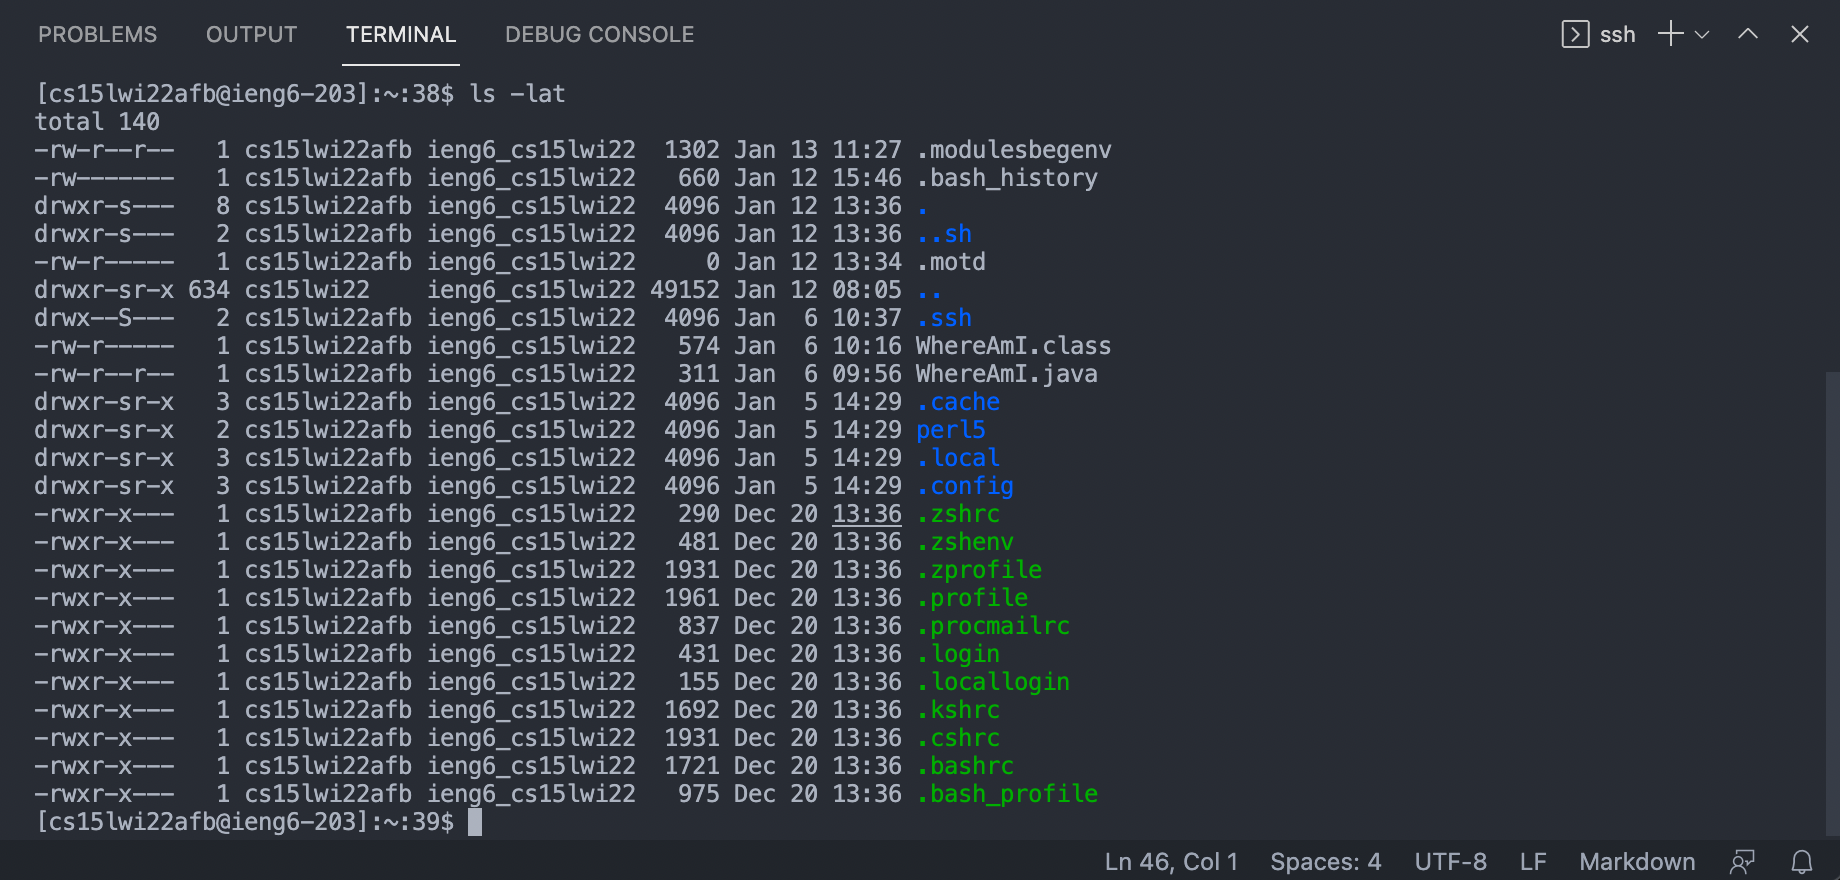 PROBLEMS OUTPUT TERMINAL DEBUG CONSOLE ssh
[cs15lwi22afb@ieng6-203]:~:38$ ls -lat
total 140
-rw-r--r--   1 cs15lwi22afb ieng6_cs15lwi22  1302 Jan 13 11:27 .modulesbegenv
-rw-------   1 cs15lwi22afb ieng6_cs15lwi22   660 Jan 12 15:46 .bash_history
drwxr-s---   8 cs15lwi22afb ieng6_cs15lwi22  4096 Jan 12 13:36 .
drwxr-s---   2 cs15lwi22afb ieng6_cs15lwi22  4096 Jan 12 13:36 ..sh
-rw-r-----   1 cs15lwi22afb ieng6_cs15lwi22     0 Jan 12 13:34 .motd
drwxr-sr-x 634 cs15lwi22    ieng6_cs15lwi22 49152 Jan 12 08:05 ..
drwx--S---   2 cs15lwi22afb ieng6_cs15lwi22  4096 Jan  6 10:37 .ssh
-rw-r-----   1 cs15lwi22afb ieng6_cs15lwi22   574 Jan  6 10:16 WhereAmI.class
-rw-r--r--   1 cs15lwi22afb ieng6_cs15lwi22   311 Jan  6 09:56 WhereAmI.java
drwxr-sr-x   3 cs15lwi22afb ieng6_cs15lwi22  4096 Jan  5 14:29 .cache
drwxr-sr-x   2 cs15lwi22afb ieng6_cs15lwi22  4096 Jan  5 14:29 perl5
drwxr-sr-x   3 cs15lwi22afb ieng6_cs15lwi22  4096 Jan  5 14:29 .local
drwxr-sr-x   3 cs15lwi22afb ieng6_cs15lwi22  4096 Jan  5 14:29 .config
-rwxr-x---   1 cs15lwi22afb ieng6_cs15lwi22   290 Dec 20 13:36 .zshrc
-rwxr-x---   1 cs15lwi22afb ieng6_cs15lwi22   481 Dec 20 13:36 .zshenv
-rwxr-x---   1 cs15lwi22afb ieng6_cs15lwi22  1931 Dec 20 13:36 .zprofile
-rwxr-x---   1 cs15lwi22afb ieng6_cs15lwi22  1961 Dec 20 13:36 .profile
-rwxr-x---   1 cs15lwi22afb ieng6_cs15lwi22   837 Dec 20 13:36 .procmailrc
-rwxr-x---   1 cs15lwi22afb ieng6_cs15lwi22   431 Dec 20 13:36 .login
-rwxr-x---   1 cs15lwi22afb ieng6_cs15lwi22   155 Dec 20 13:36 .locallogin
-rwxr-x---   1 cs15lwi22afb ieng6_cs15lwi22  1692 Dec 20 13:36 .kshrc
-rwxr-x---   1 cs15lwi22afb ieng6_cs15lwi22  1931 Dec 20 13:36 .cshrc
-rwxr-x---   1 cs15lwi22afb ieng6_cs15lwi22  1721 Dec 20 13:36 .bashrc
-rwxr-x---   1 cs15lwi22afb ieng6_cs15lwi22   975 Dec 20 13:36 .bash_profile
[cs15lwi22afb@ieng6-203]:~:39$
Ln 46, Col 1 Spaces: 4 UTF-8 LF Markdown